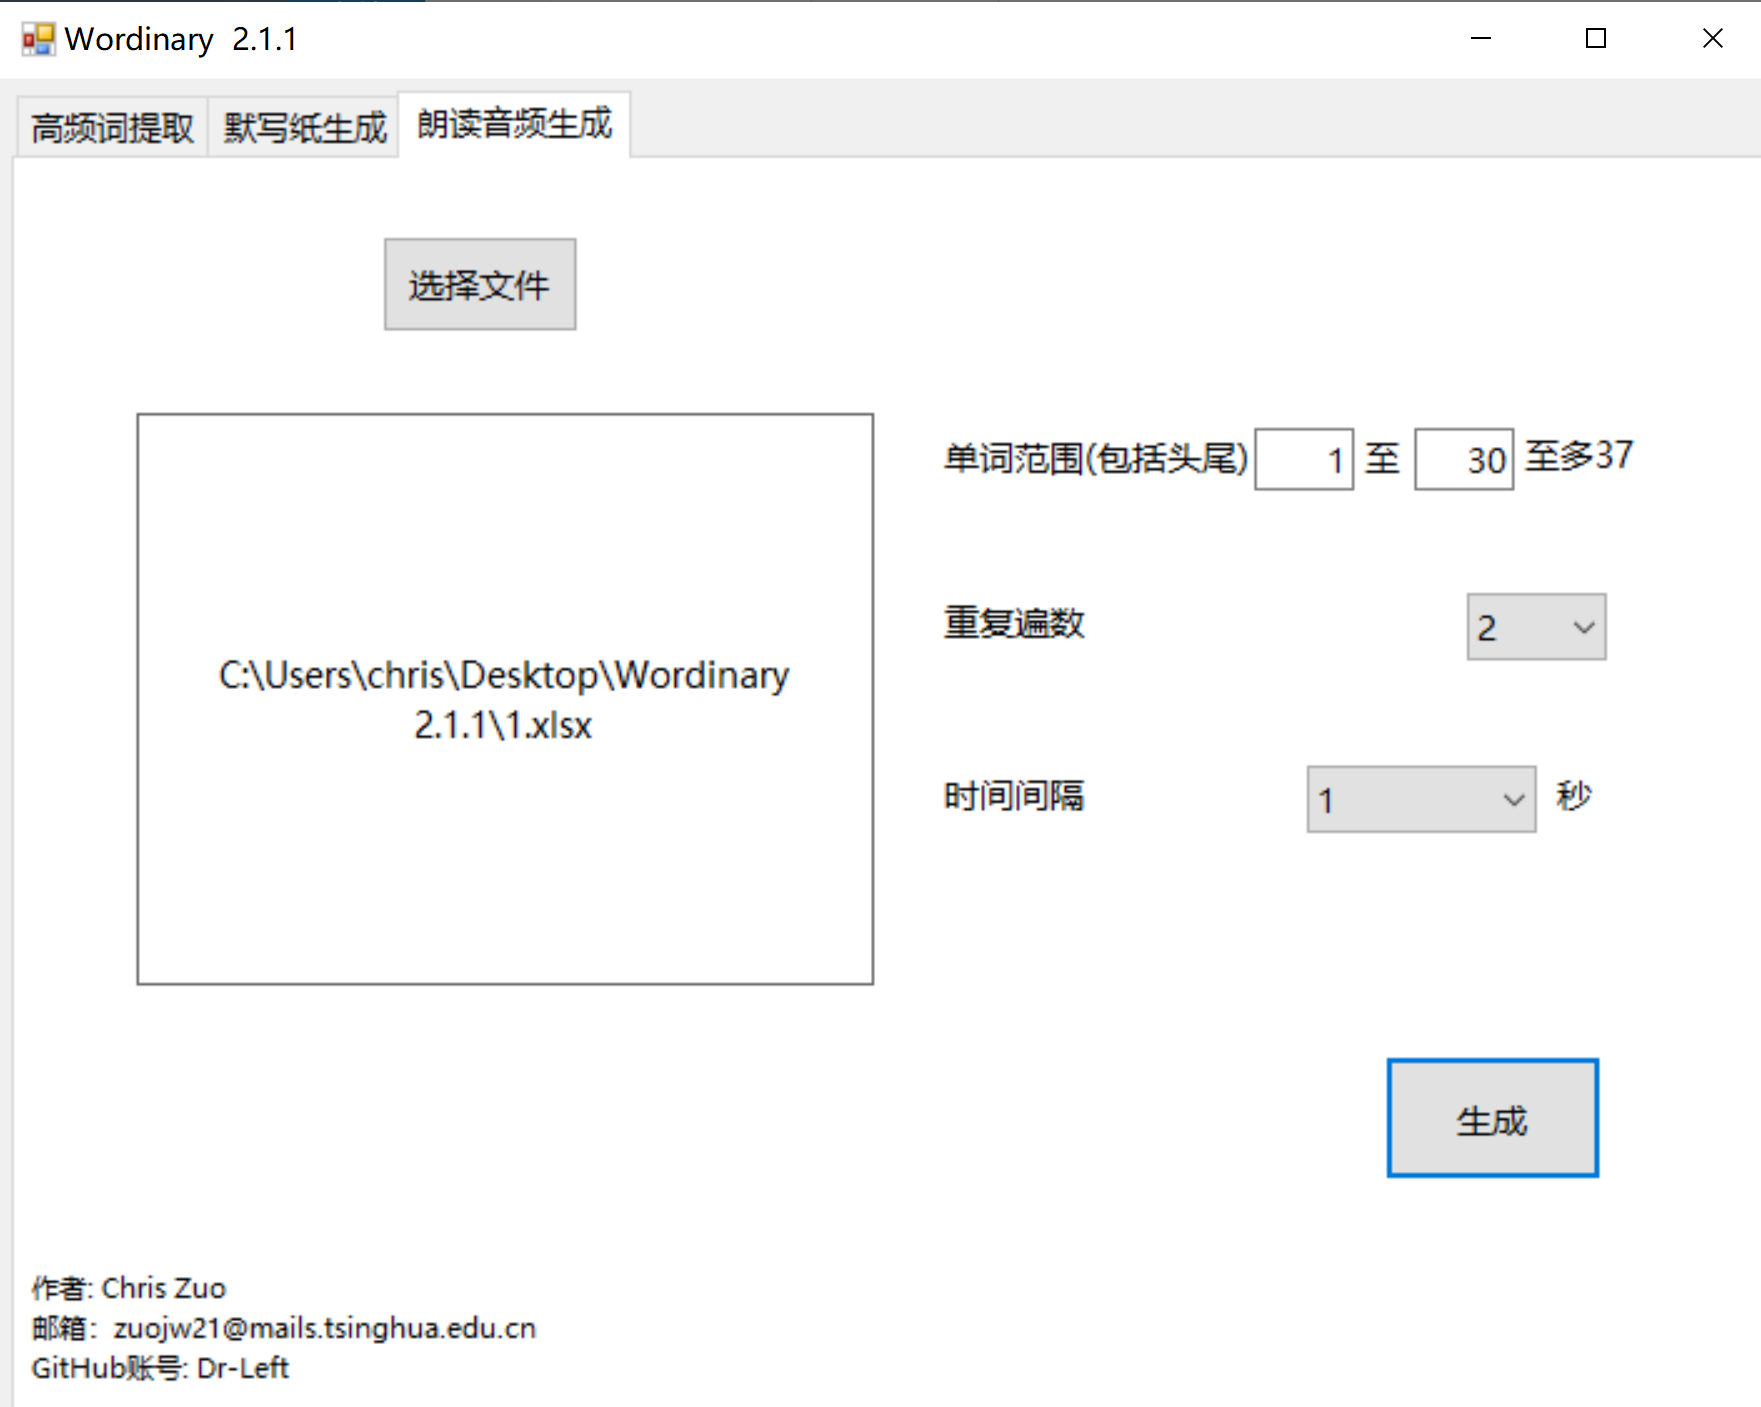 Wordinary 2.1.1
高频词提取 默写纸生成 朗读音频生成
选择文件
单词范围(包括头尾) 1 至 30 至多37
重复遍数 2
C:\Users\chris\Desktop\Wordinary
2.1.1\1.xlsx
时间间隔 1 秒
生成
作者: Chris Zuo
邮箱：zuojw21@mails.tsinghua.edu.cn
GitHub账号: Dr-Left